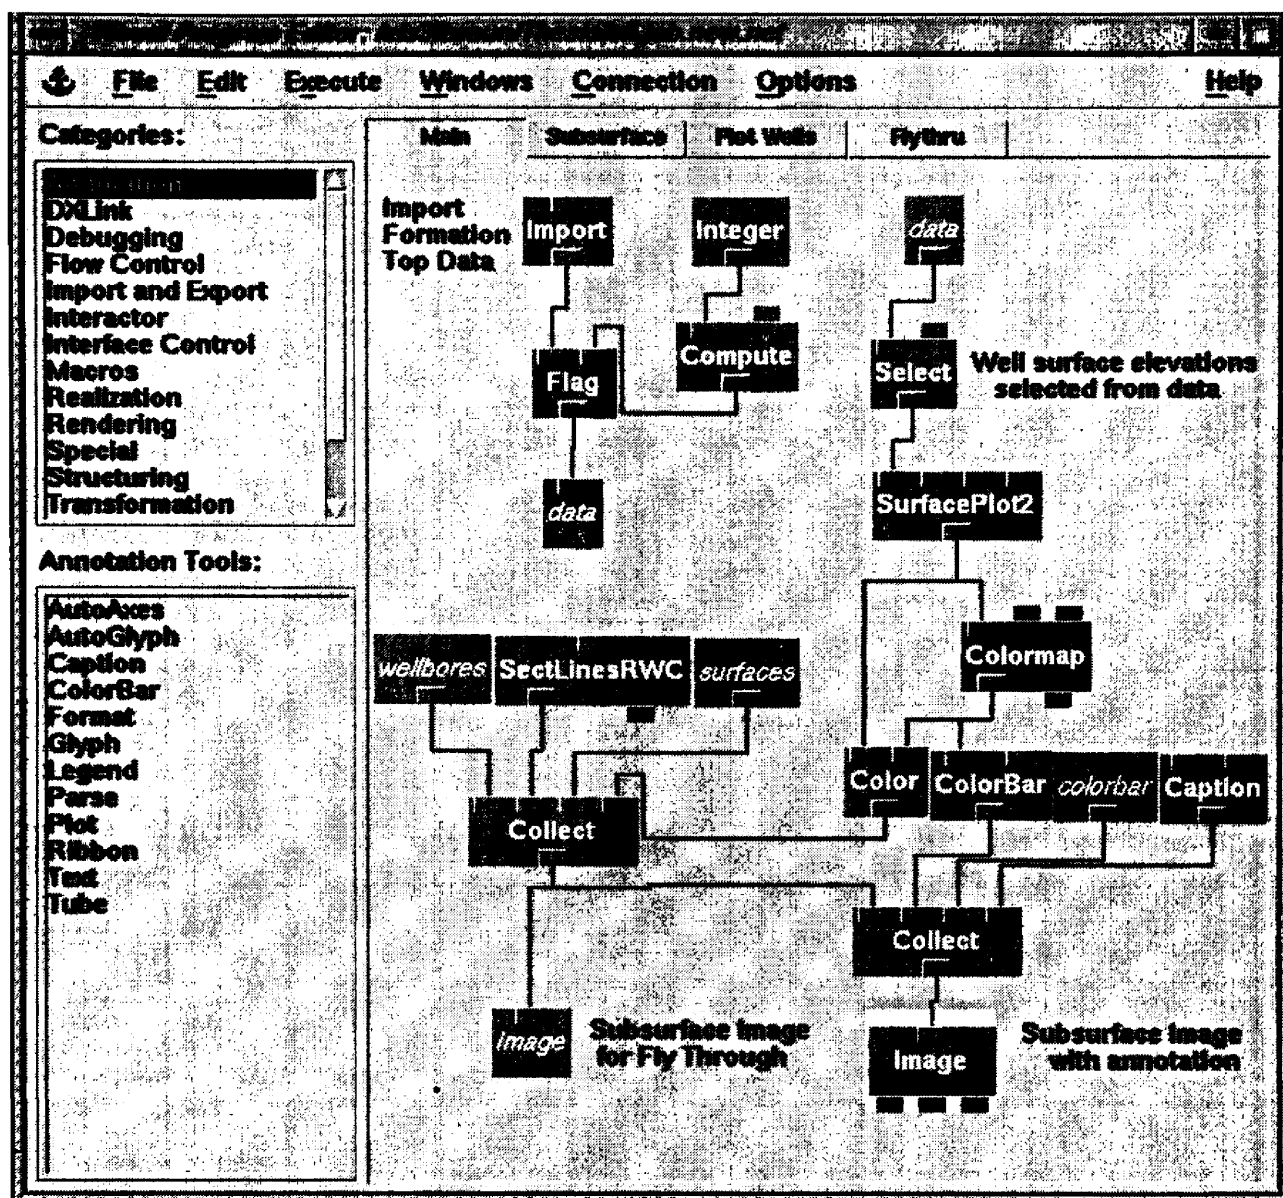 File Edit Execute Windows Connection Options Help
Categories:
DXLink
Debugging
Flow Control
Import and Export
Interactor
Interface Control
Macros
Realization
Rendering
Special
Structuring
Transformation
Annotation Tools:
AutoAxes
AutoGlyph
Caption
ColorBar
Format
Glyph
Legend
Parse
Plot
Ribbon
Text
Tube
Main Subsurface Plot Wells Flythru
Import
Formation
Top Data
Import
Integer
data
Compute
Flag
Select
Well surface elevations
selected from data
data
SurfacePlot2
Colormap
wellbores
SectLinesRWC
surfaces
Color
ColorBar
colorbar
Caption
Collect
Collect
image
Subsurface Image
for Fly Through
Image
Subsurface Image
with annotation